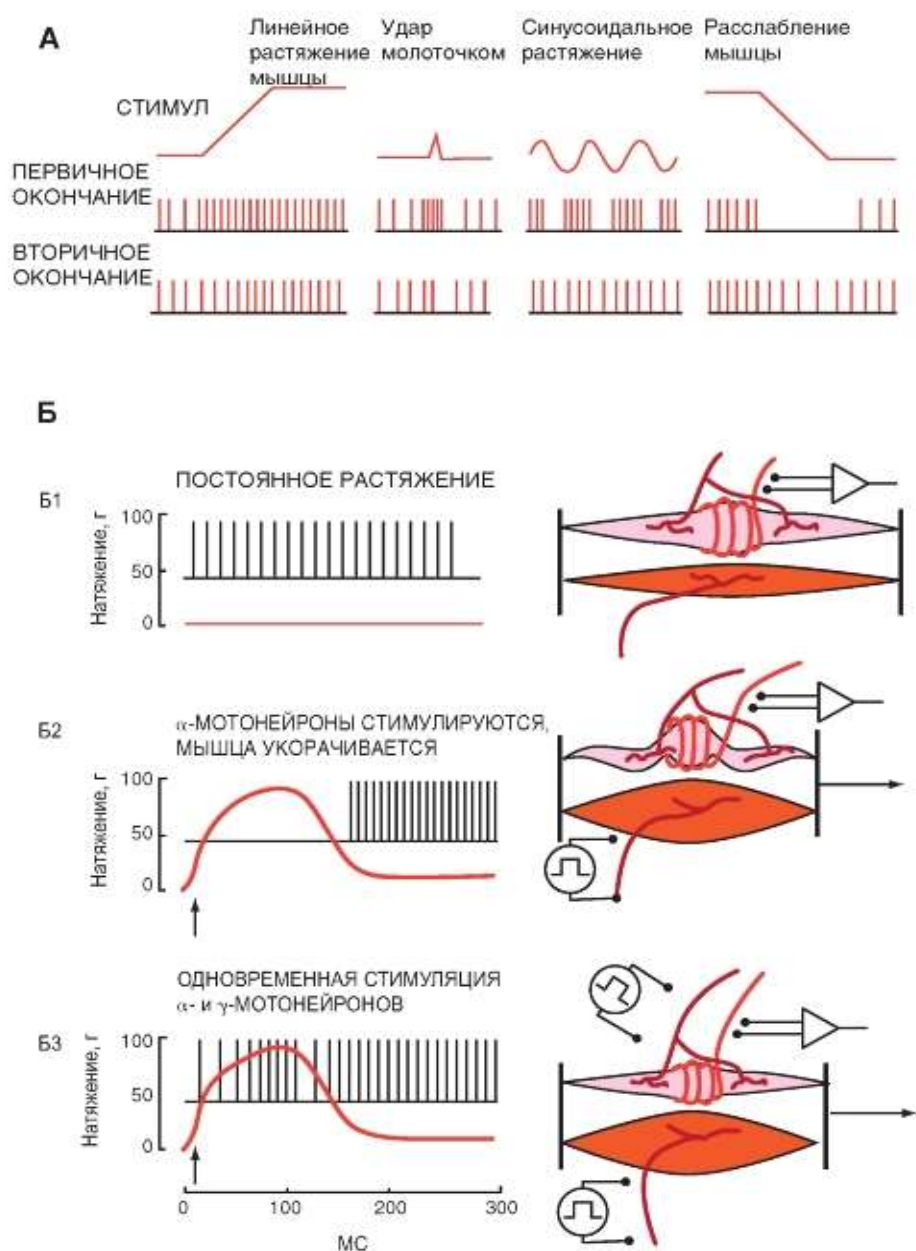 А
Линейное
растяжение
мышцы
Удар
молоточком
Синусоидальное
растяжение
Расслабление
мышцы
СТИМУЛ
ПЕРВИЧНОЕ
ОКОНЧАНИЕ
ВТОРИЧНОЕ
ОКОНЧАНИЕ
Б
Б1
ПОСТОЯННОЕ РАСТЯЖЕНИЕ
Натяжение, г
100
50
0
Б2
α-МОТОНЕЙРОНЫ СТИМУЛИРУЮТСЯ,
МЫШЦА УКОРАЧИВАЕТСЯ
Натяжение, г
100
50
0
Б3
ОДНОВРЕМЕННАЯ СТИМУЛЯЦИЯ
α- и γ-МОТОНЕЙРОНОВ
Натяжение, г
100
50
0
0 100 200 300
МС